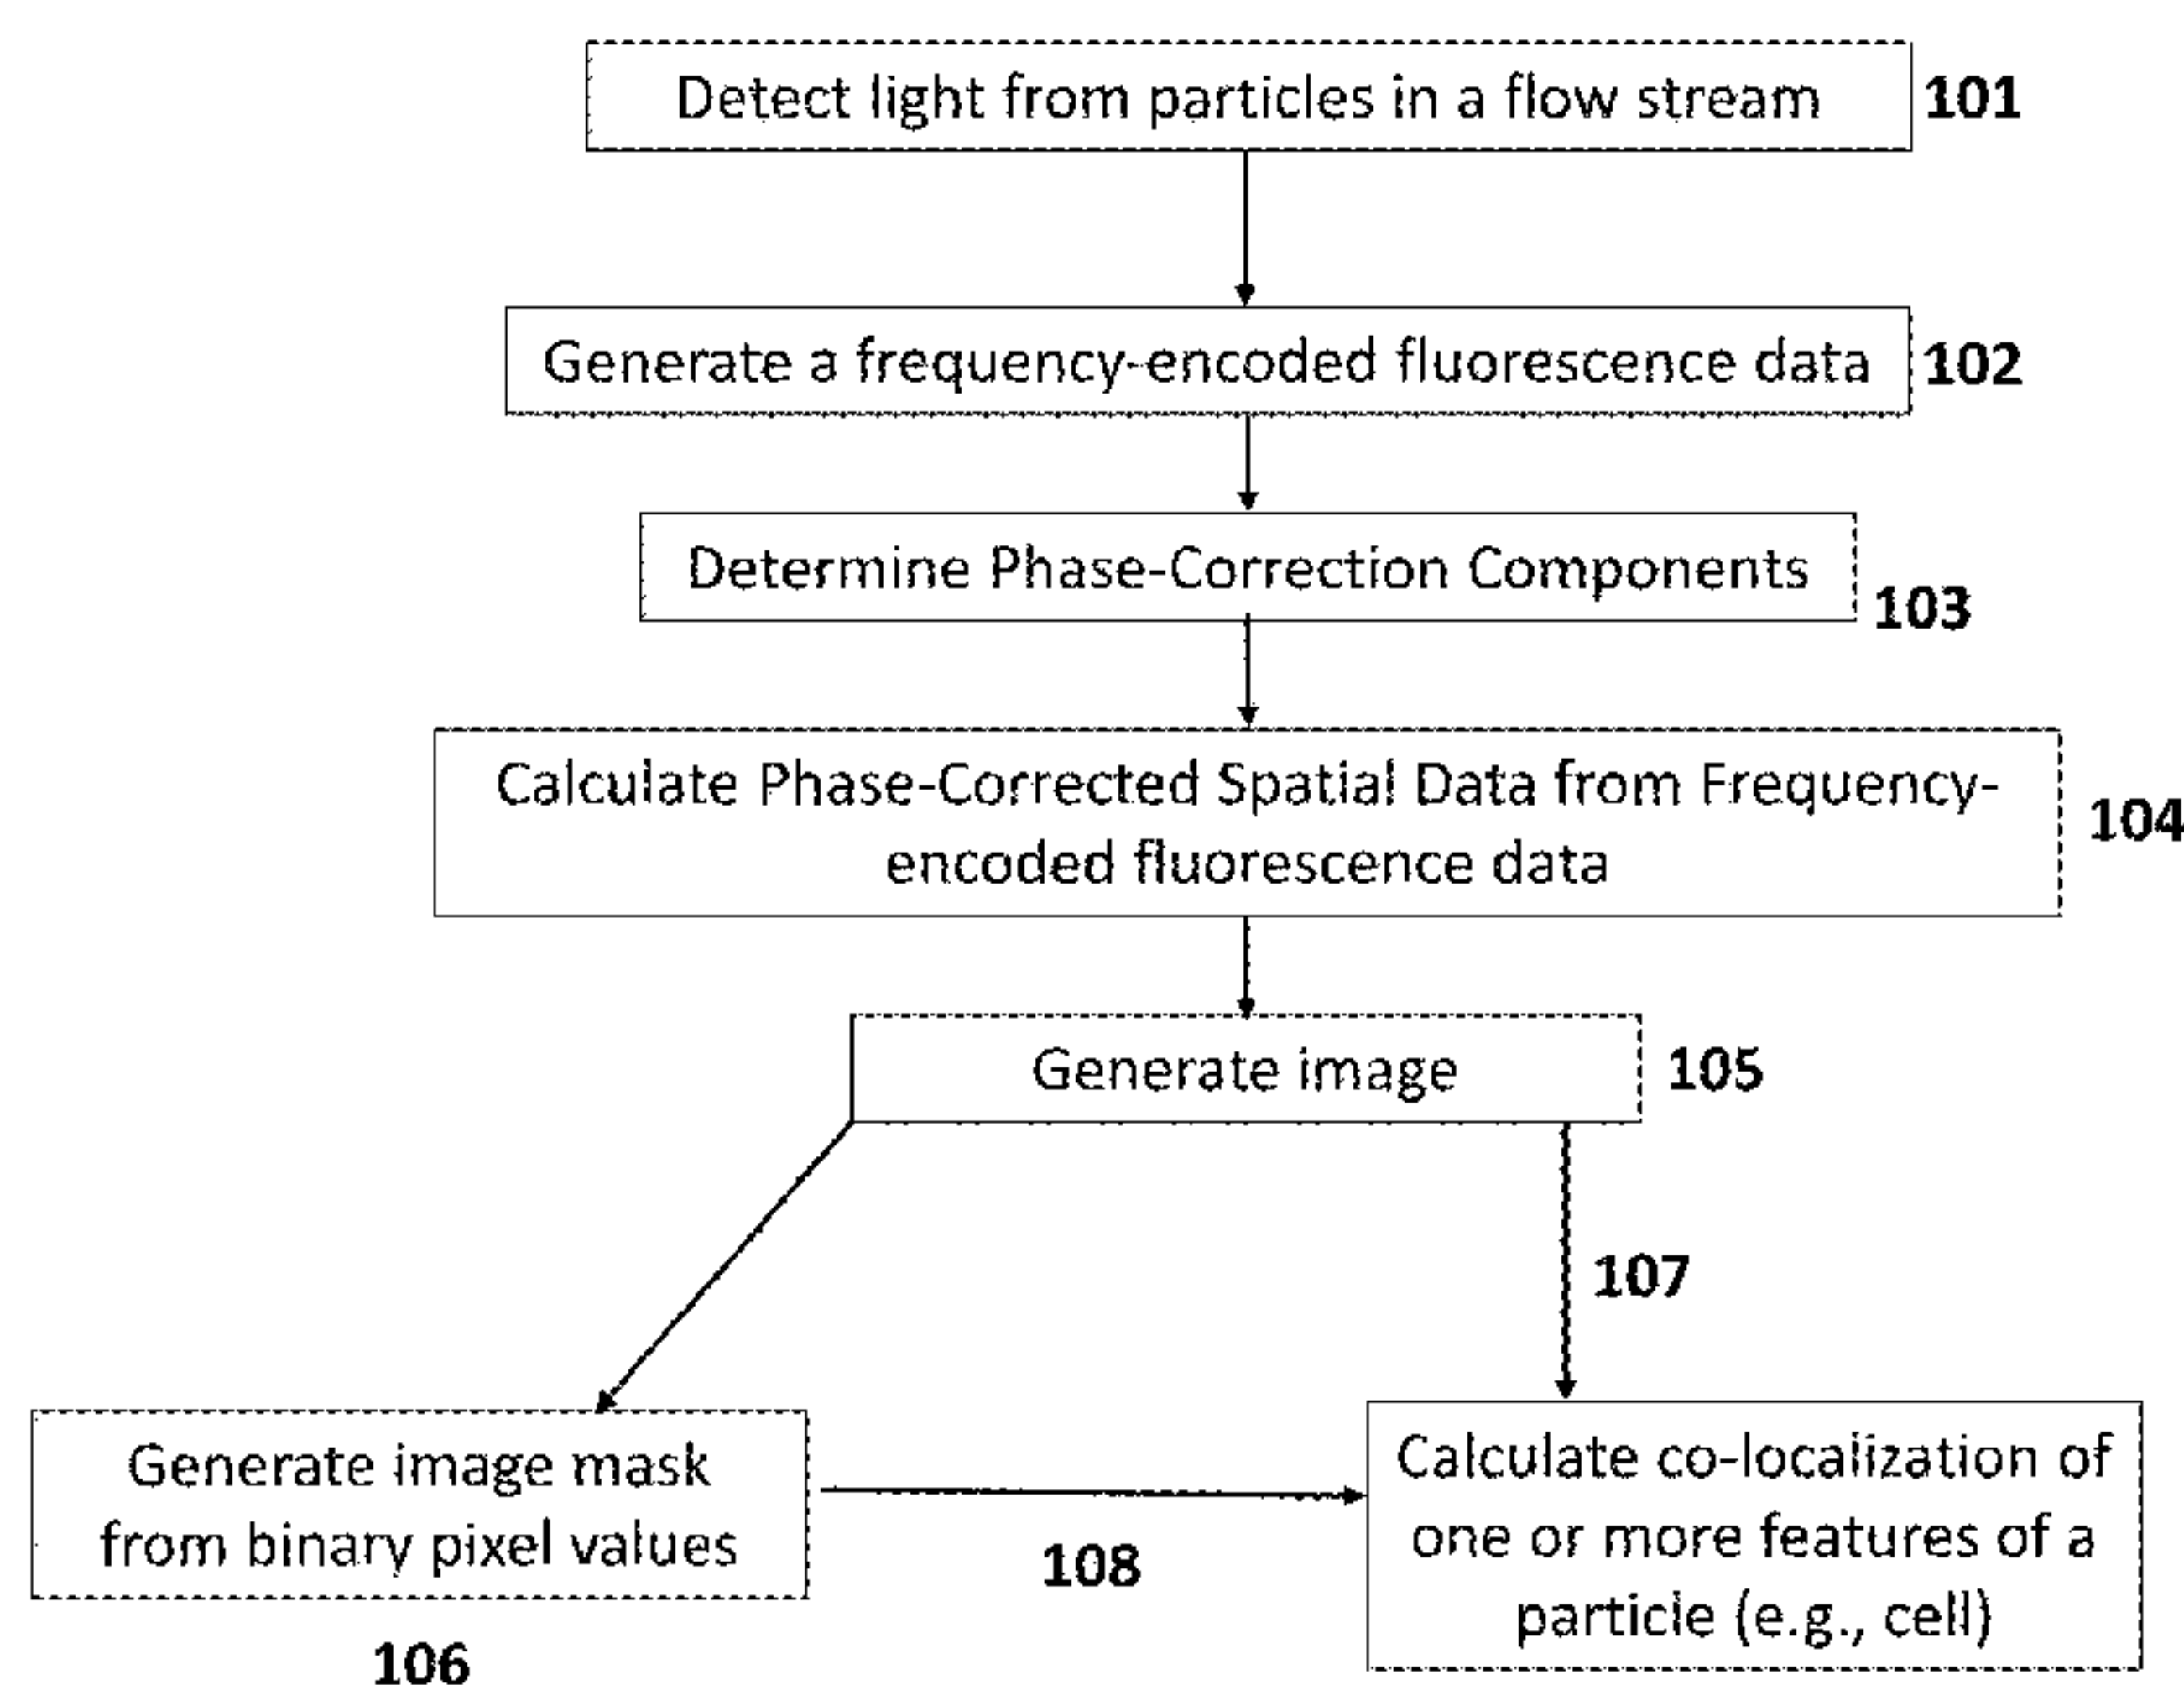 Detect light from particles in a flow stream 101
Generate a frequency-encoded fluorescence data 102
Determine Phase-Correction Components
103
Calculate Phase-Corrected Spatial Data from Frequency-
encoded fluorescence data
104
Generate image 105
107
Generate image mask
from binary pixel values
106
108
Calculate co-localization of
one or more features of a
particle (e.g., cell)